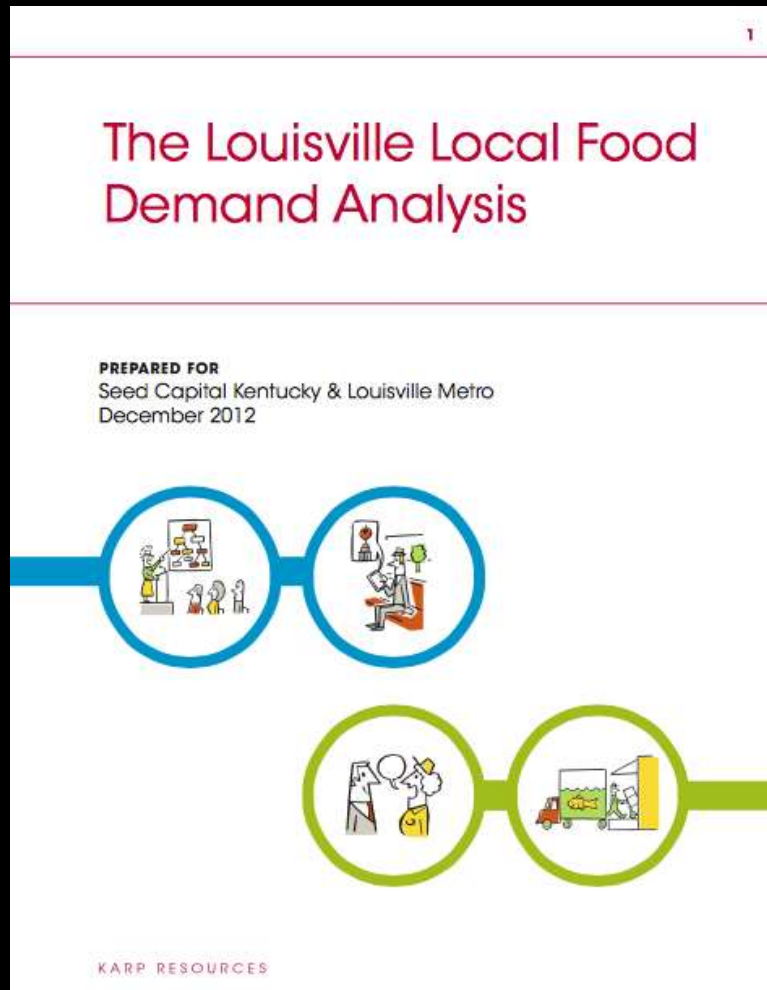 1
The Louisville Local Food
Demand Analysis
PREPARED FOR
Seed Capital Kentucky & Louisville Metro
December 2012
KARP RESOURCES